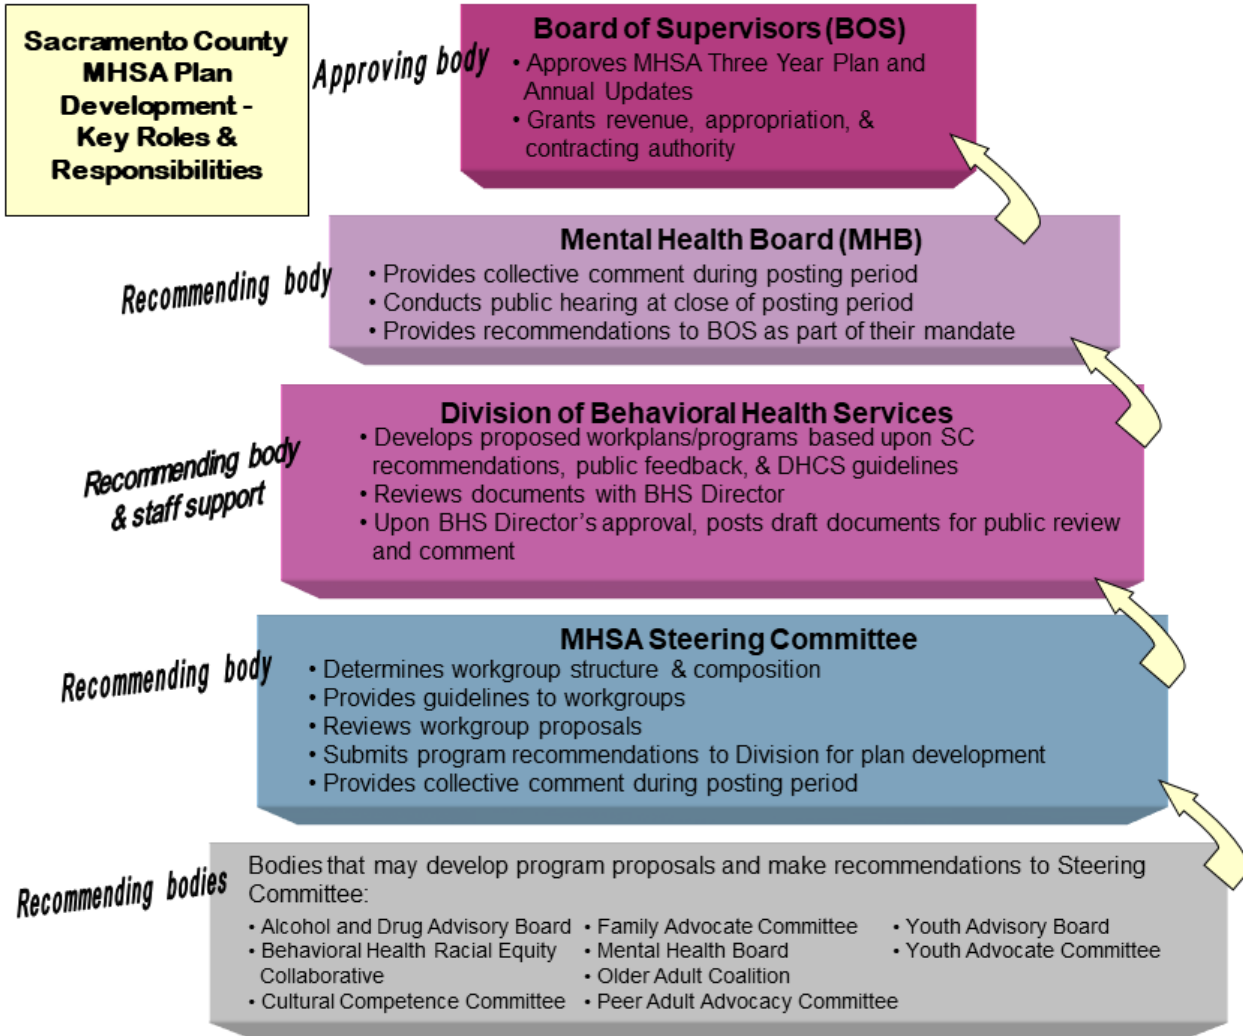 Sacramento County
MHSA Plan
Development -
Key Roles &
Responsibilities
Approving body
Board of Supervisors (BOS)
• Approves MHSA Three Year Plan and
Annual Updates
• Grants revenue, appropriation, &
contracting authority
Recommending body
Mental Health Board (MHB)
• Provides collective comment during posting period
• Conducts public hearing at close of posting period
• Provides recommendations to BOS as part of their mandate
Recommending body
& staff support
Division of Behavioral Health Services
• Develops proposed workplans/programs based upon SC
recommendations, public feedback, & DHCS guidelines
• Reviews documents with BHS Director
• Upon BHS Director's approval, posts draft documents for public review
and comment
Recommending body
MHSA Steering Committee
• Determines workgroup structure & composition
• Provides guidelines to workgroups
• Reviews workgroup proposals
• Submits program recommendations to Division for plan development
• Provides collective comment during posting period
Recommending bodies
Bodies that may develop program proposals and make recommendations to Steering
Committee:
• Alcohol and Drug Advisory Board
• Behavioral Health Racial Equity
Collaborative
• Cultural Competence Committee
• Family Advocate Committee
• Mental Health Board
• Older Adult Coalition
• Peer Adult Advocacy Committee
• Youth Advisory Board
• Youth Advocate Committee